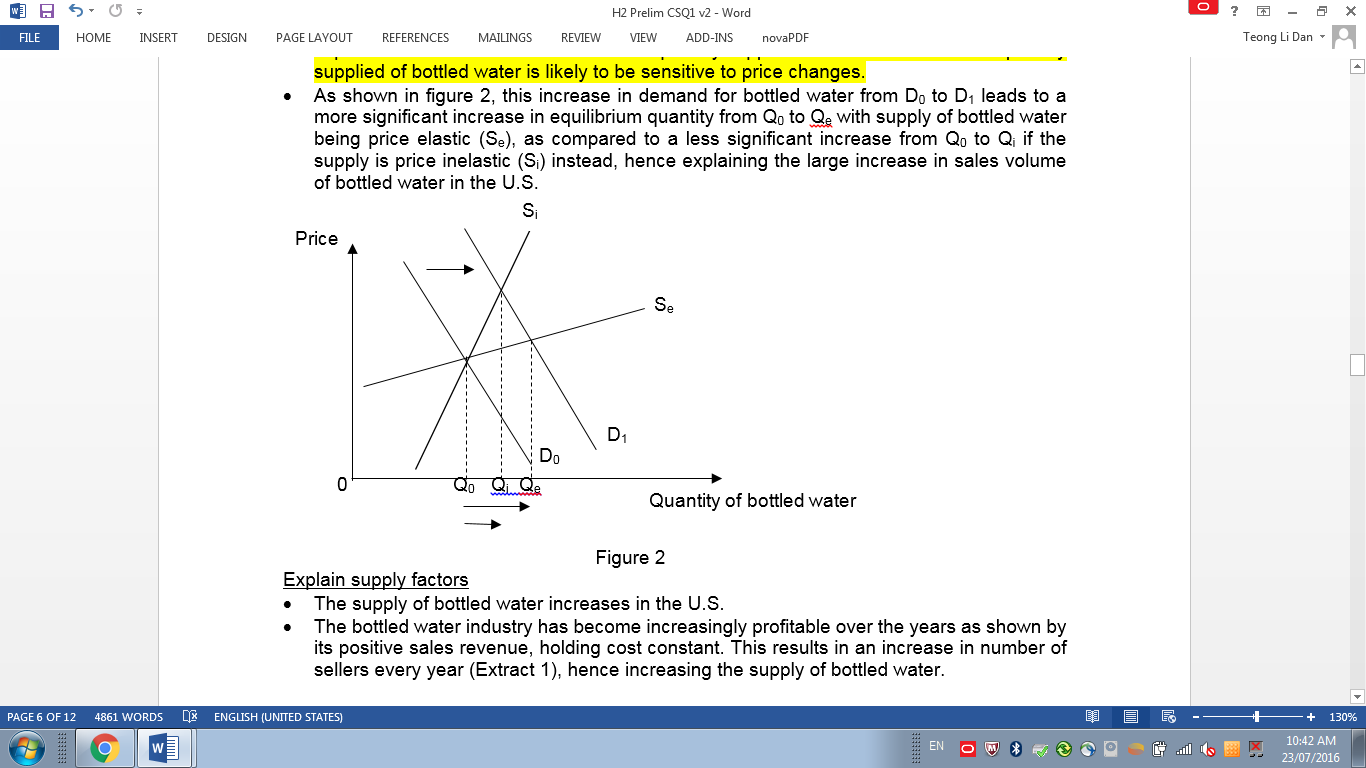 H2 Prelim CSQ1 v2 - Word
FILE HOME INSERT DESIGN PAGE LAYOUT REFERENCES MAILINGS REVIEW VIEW ADD-INS novaPDF Teong Li Dan
supplied of bottled water is likely to be sensitive to price changes.
• As shown in figure 2, this increase in demand for bottled water from D₀ to D₁ leads to a
more significant increase in equilibrium quantity from Q₀ to Qₑ with supply of bottled water
being price elastic (Sₑ), as compared to a less significant increase from Q₀ to Qᵢ if the
supply is price inelastic (Sᵢ) instead, hence explaining the large increase in sales volume
of bottled water in the U.S.
Sᵢ
Price
Sₑ
D₁
D₀
0 Q₀ Qᵢ Qₑ
Quantity of bottled water
Figure 2
Explain supply factors
• The supply of bottled water increases in the U.S.
• The bottled water industry has become increasingly profitable over the years as shown by
its positive sales revenue, holding cost constant. This results in an increase in number of
sellers every year (Extract 1), hence increasing the supply of bottled water.
PAGE 6 OF 12 4861 WORDS ENGLISH (UNITED STATES) 130%
EN 10:42 AM
23/07/2016